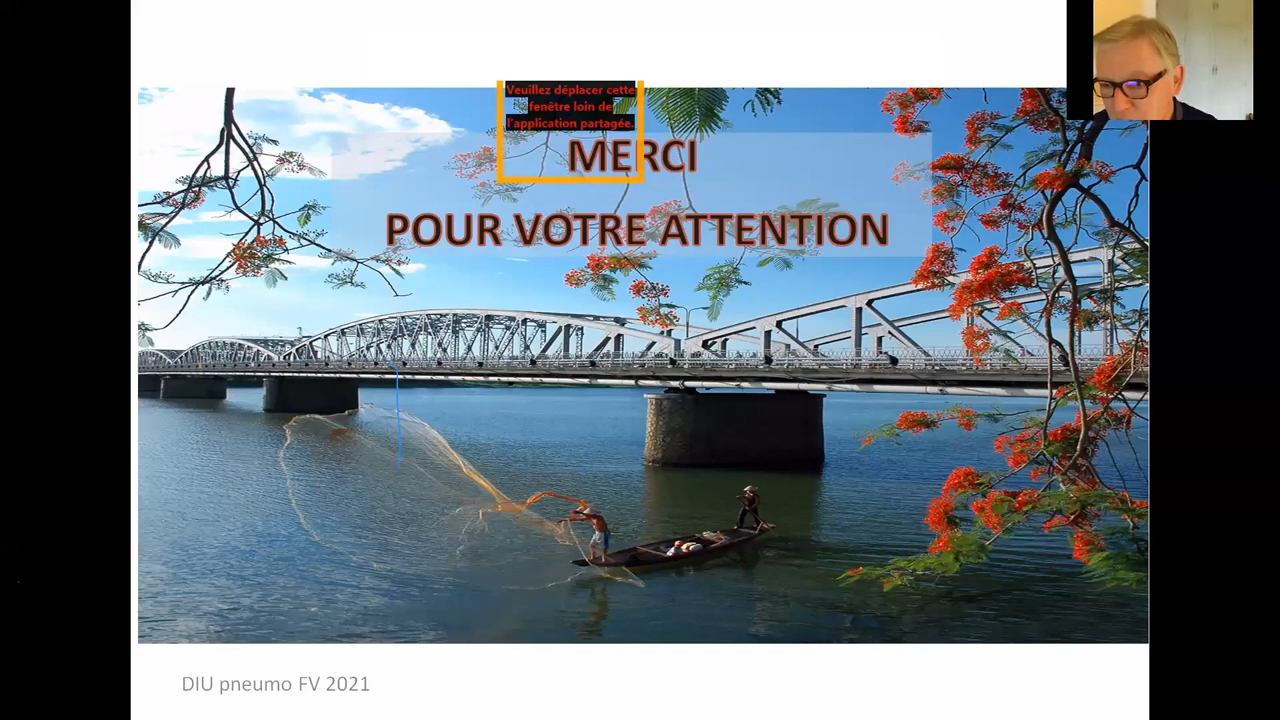 Veuillez déplacer cette
fenêtre loin de
l'application partagée.
MERCI
POUR VOTRE ATTENTION
DIU pneumo FV 2021